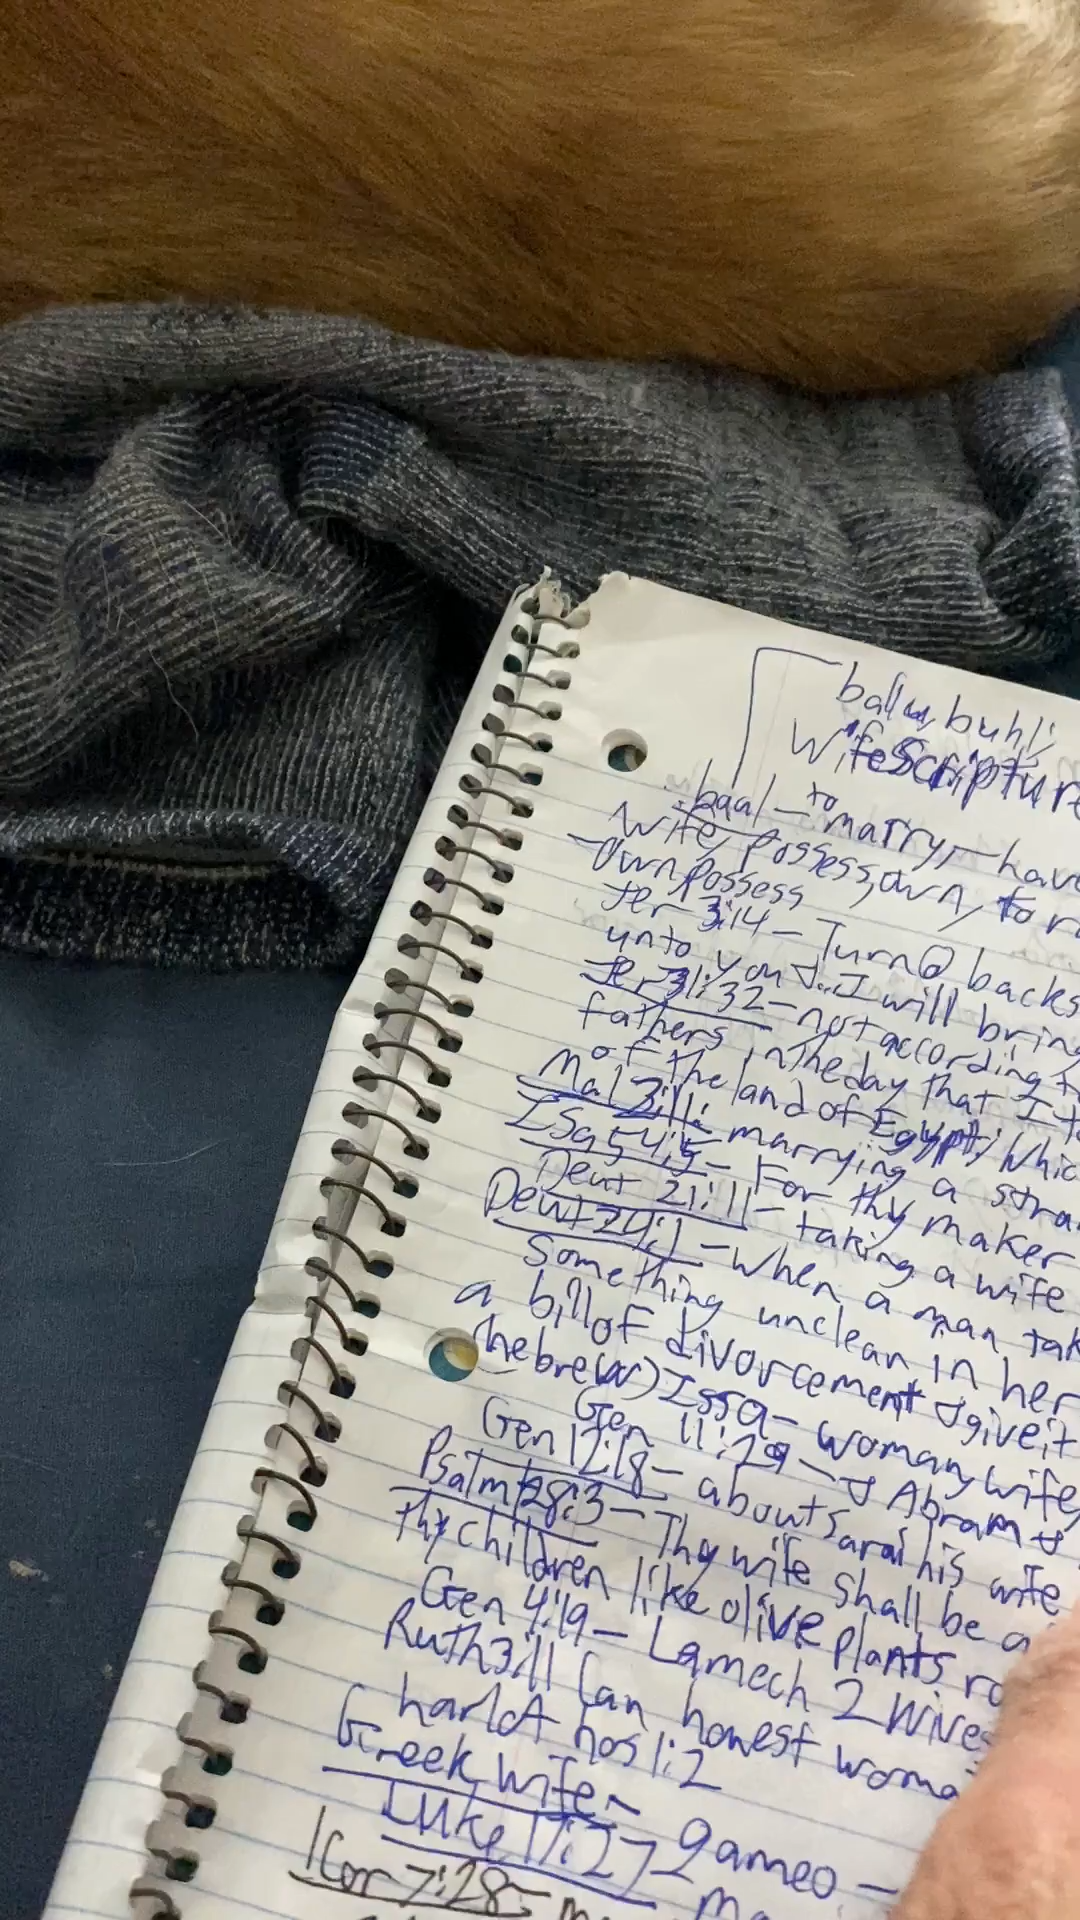 ball u, buhl;
Wife Scripture
baal - to marry, - have
wife, possess, own, to r
- own, possess
Jer 3:14 - Turn @ backs
unto you & ... I will bring
Jer 31:32 - not according t
fathers in the day that I t
of the land of Egypt; Whic
Mal 2:11: marrying a stra
Isa 54:5 - For thy maker
Deut 21:11 - taking a wife
Deut 24:1 - When a man tak
something unclean in her
a bill of divorcement & give it
(hebrew) Issa - woman, wife,
Gen 11:29 - & Abram &
Gen 12:18 - about Sarai his wife
Psalm 128:3 - Thy wife shall be a
thy children like olive plants ro
Gen 4:19 - Lamech 2 Wives
Ruth 3:11 (an honest woma
harlot hos 1:2
Greek, wife ~ gameo -
Luke 17:27 ma
1 Cor 7:28 - m